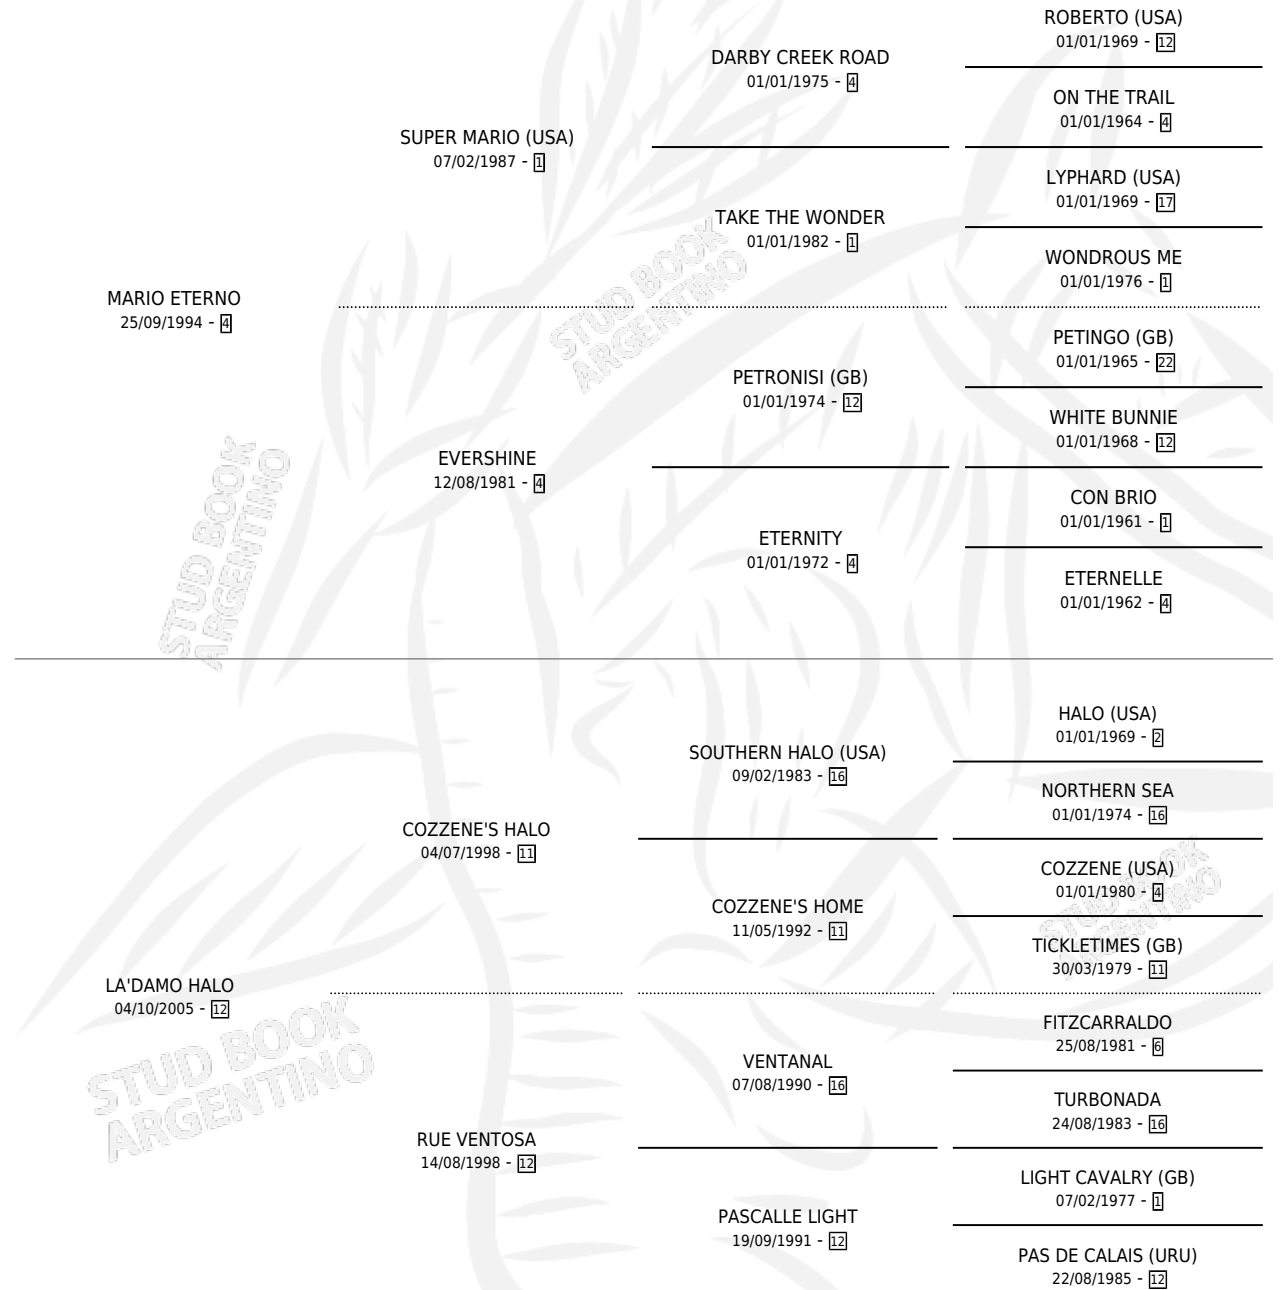 ROBERTO (USA)
01/01/1969 - 12
DARBY CREEK ROAD
01/01/1975 - 4
ON THE TRAIL
01/01/1964 - 4
SUPER MARIO (USA)
07/02/1987 - 1
LYPHARD (USA)
01/01/1969 - 17
TAKE THE WONDER
01/01/1982 - 1
WONDROUS ME
01/01/1976 - 1
MARIO ETERNO
25/09/1994 - 4
PETINGO (GB)
01/01/1965 - 22
PETRONISI (GB)
01/01/1974 - 12
WHITE BUNNIE
01/01/1968 - 12
EVERSHINE
12/08/1981 - 4
CON BRIO
01/01/1961 - 1
ETERNITY
01/01/1972 - 4
ETERNELLE
01/01/1962 - 4
STUD BOOK
ARGENTINO
STUD BOOK
ARGENTINO
HALO (USA)
01/01/1969 - 2
SOUTHERN HALO (USA)
09/02/1983 - 16
NORTHERN SEA
01/01/1974 - 16
COZZENE'S HALO
04/07/1998 - 11
COZZENE (USA)
01/01/1980 - 4
COZZENE'S HOME
11/05/1992 - 11
TICKLETIMES (GB)
30/03/1979 - 11
LA'DAMO HALO
04/10/2005 - 12
FITZCARRALDO
25/08/1981 - 6
VENTANAL
07/08/1990 - 16
TURBONADA
24/08/1983 - 16
RUE VENTOSA
14/08/1998 - 12
LIGHT CAVALRY (GB)
07/02/1977 - 1
PASCALLE LIGHT
19/09/1991 - 12
PAS DE CALAIS (URU)
22/08/1985 - 12
STUD BOOK
ARGENTINO
STUD BOOK
ARGENTINO